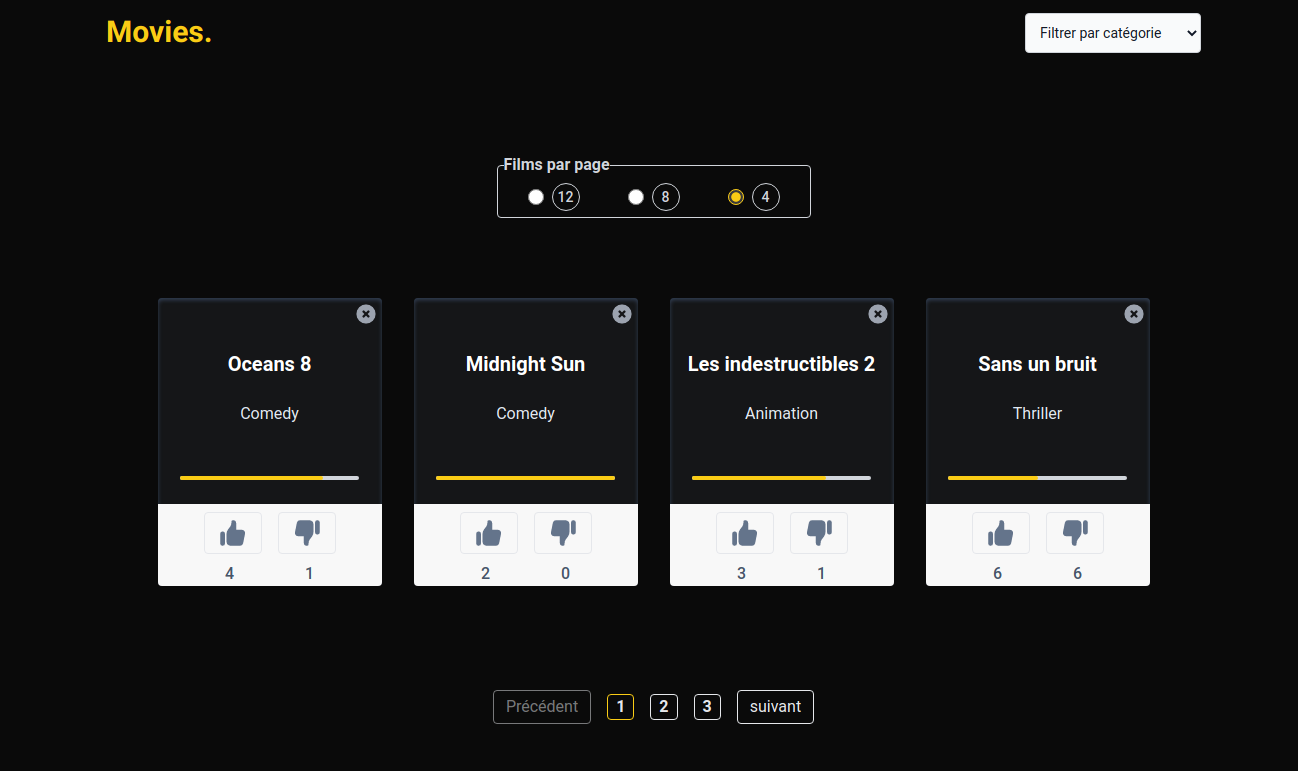 Movies.
Filtrer par catégorie
Films par page
12 8 4
Oceans 8
Comedy
4 1
Midnight Sun
Comedy
2 0
Les indestructibles 2
Animation
3 1
Sans un bruit
Thriller
6 6
Précédent 1 2 3 suivant